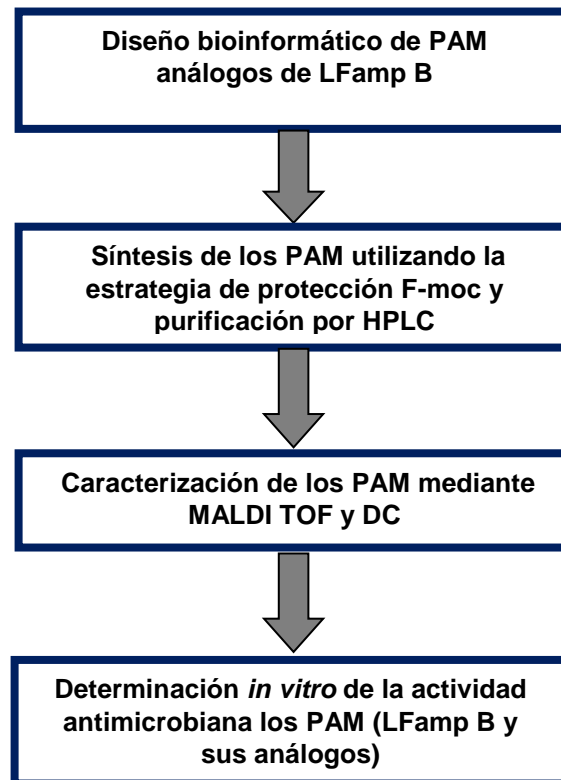 Diseño bioinformático de PAM
análogos de LFamp B
Síntesis de los PAM utilizando la
estrategia de protección F-moc y
purificación por HPLC
Caracterización de los PAM mediante
MALDI TOF y DC
Determinación in vitro de la actividad
antimicrobiana los PAM (LFamp B y
sus análogos)